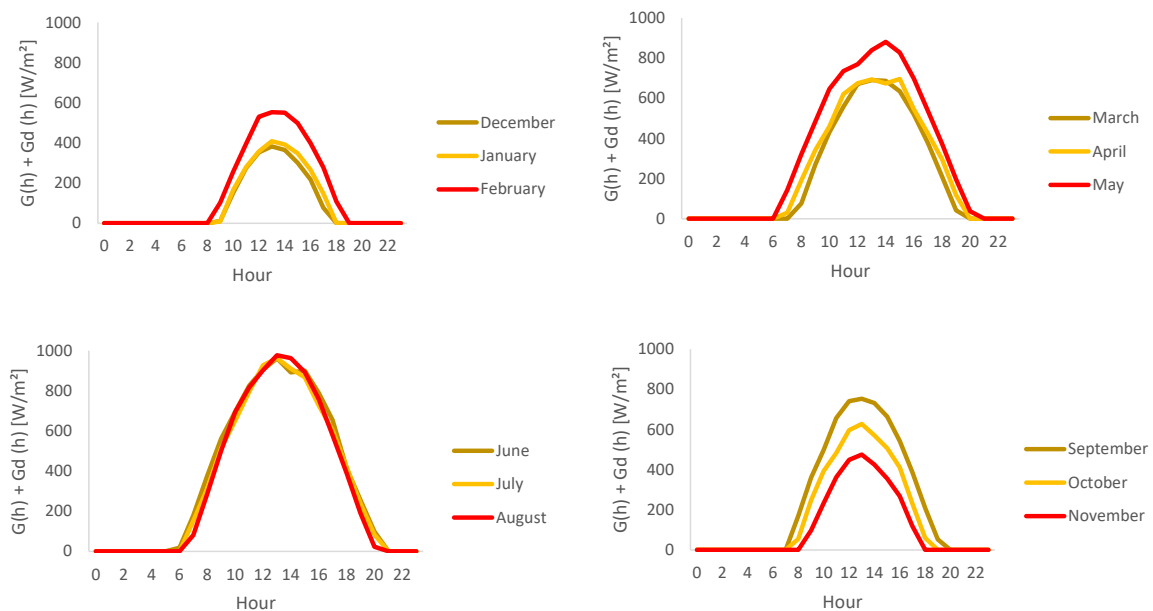 G(h) + Gd (h) [W/m²]
1000
800
600
400
200
0
0 2 4 6 8 10 12 14 16 18 20 22
Hour
December
January
February
G(h) + Gd (h) [W/m²]
1000
800
600
400
200
0
0 2 4 6 8 10 12 14 16 18 20 22
Hour
March
April
May
G(h) + Gd (h) [W/m²]
1000
800
600
400
200
0
0 2 4 6 8 10 12 14 16 18 20 22
Hour
June
July
August
G(h) + Gd (h) [W/m²]
1000
800
600
400
200
0
0 2 4 6 8 10 12 14 16 18 20 22
Hour
September
October
November